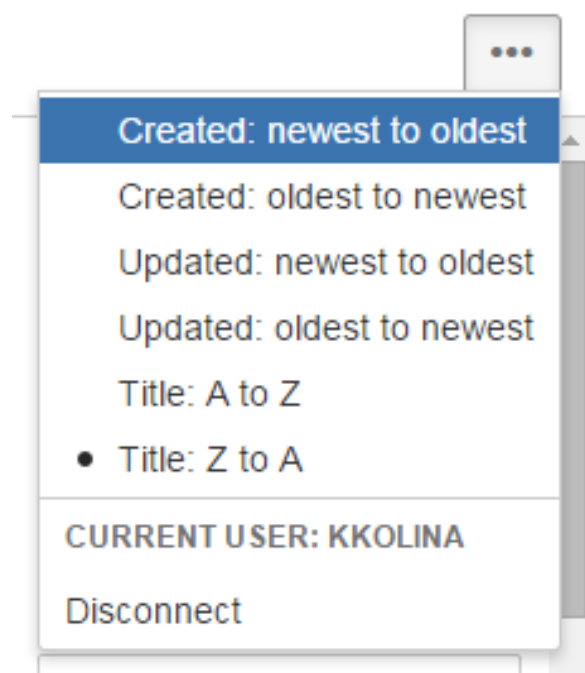 •••
Created: newest to oldest
Created: oldest to newest
Updated: newest to oldest
Updated: oldest to newest
Title: A to Z
• Title: Z to A
CURRENT USER: KKOLINA
Disconnect